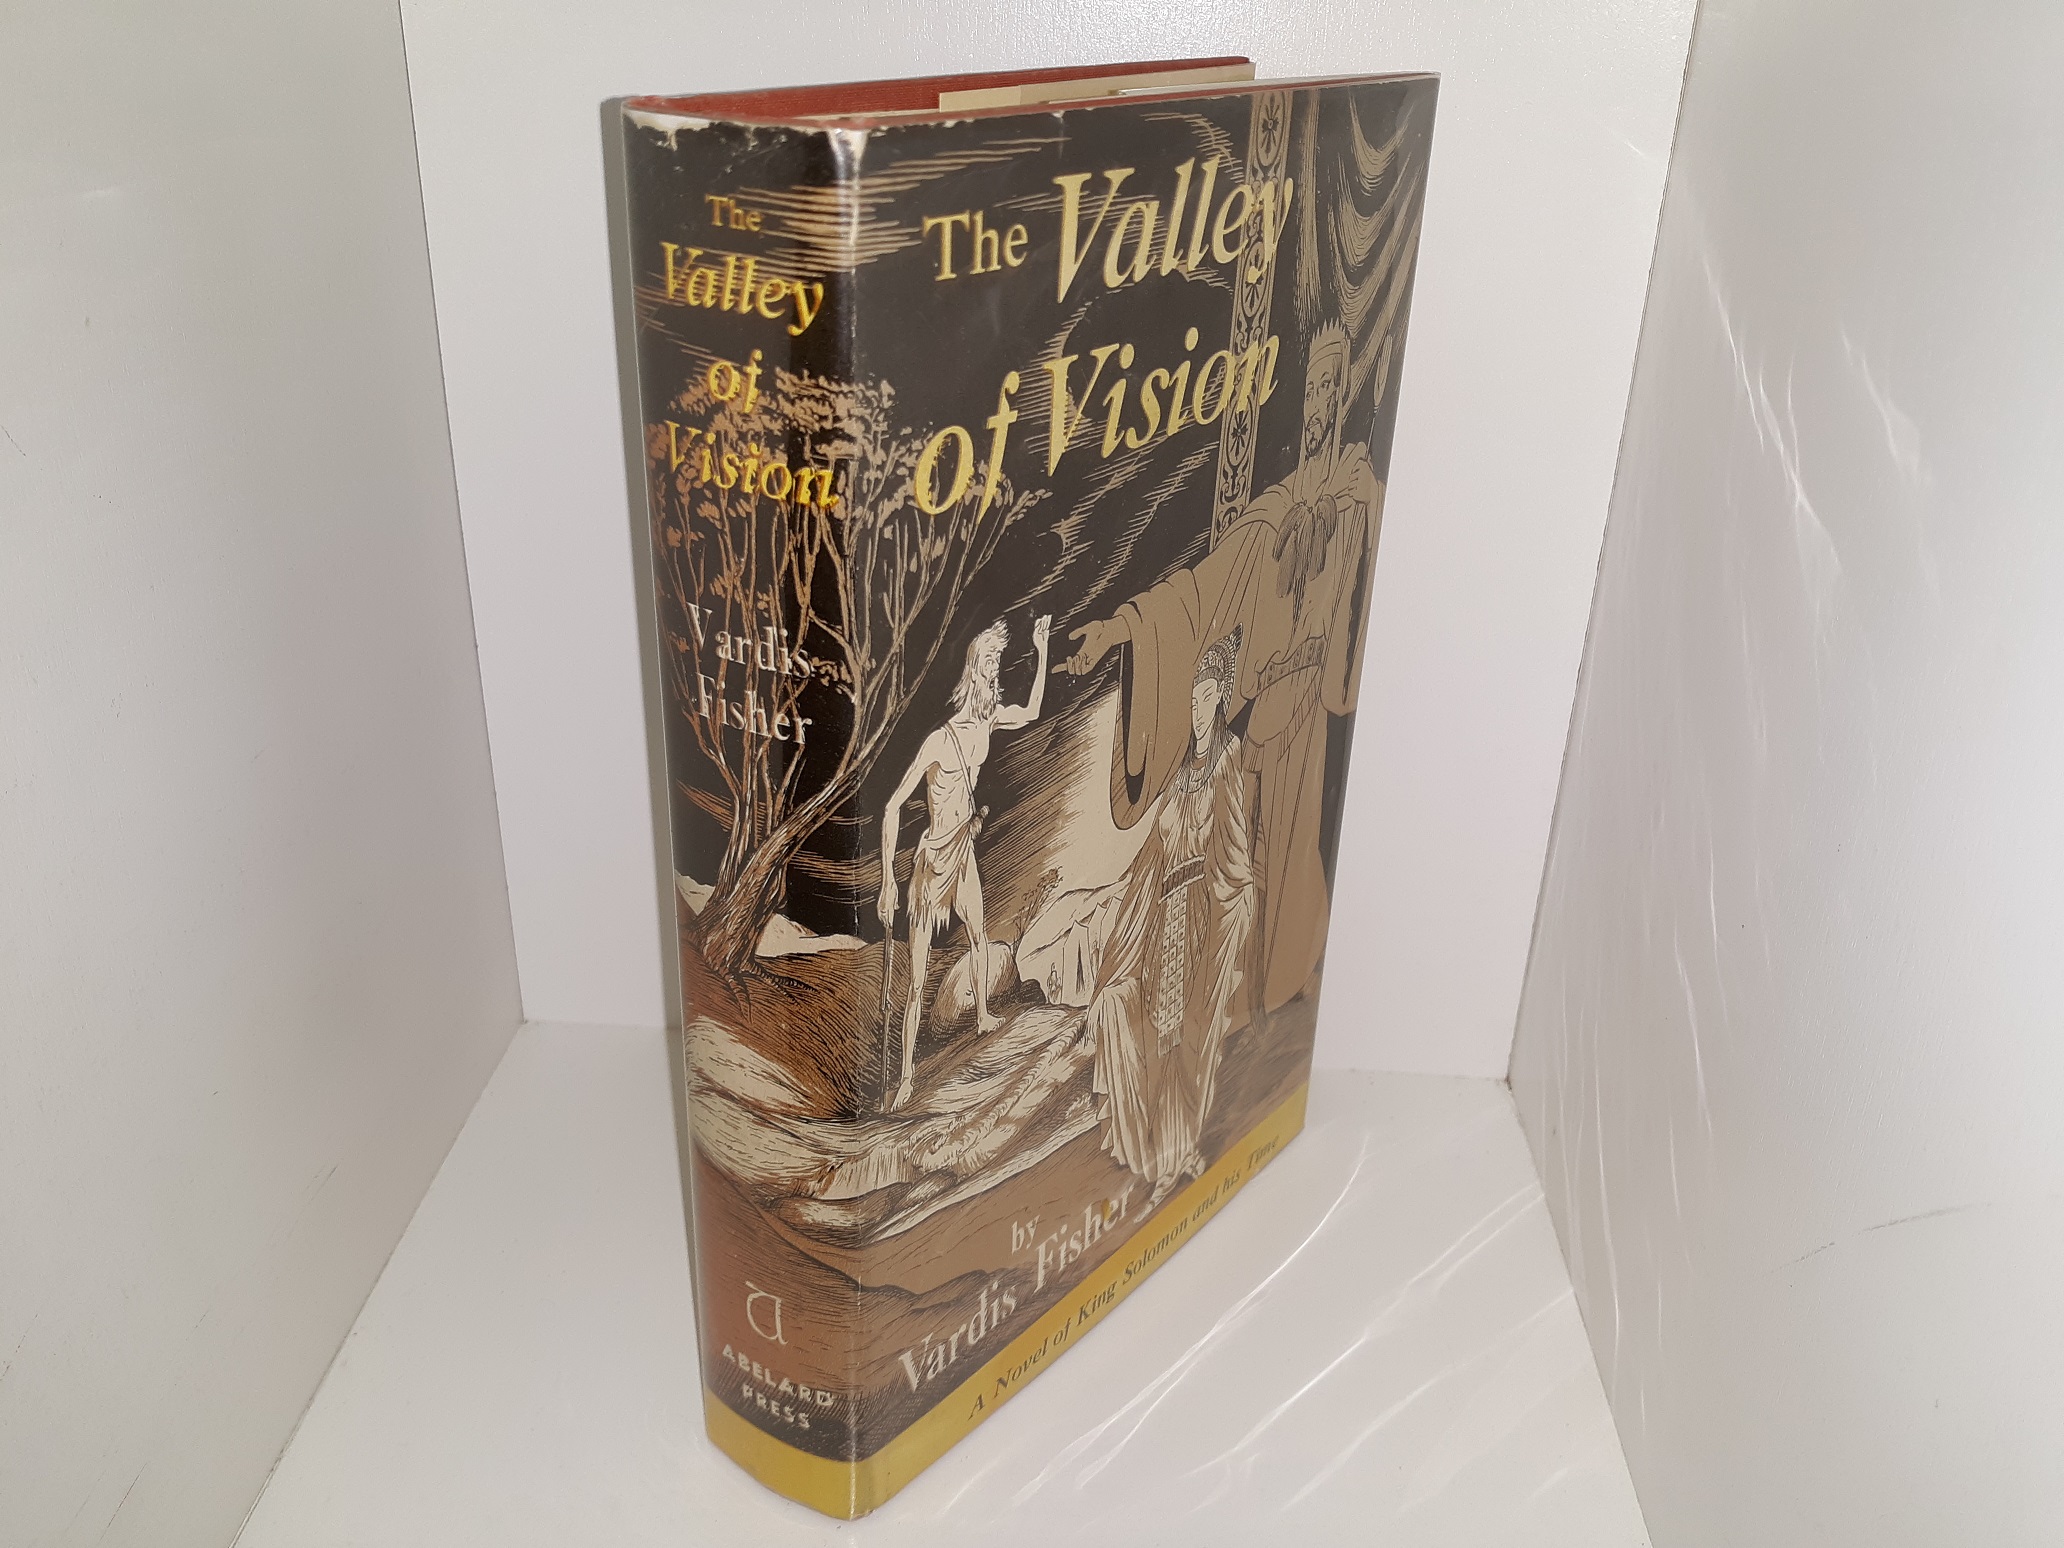 The
Valley
of
Vision
Vardis
Fisher
a
ABELARD
PRESS
The Valley
of Vision
by
Vardis Fisher
A Novel of King Solomon and his Time